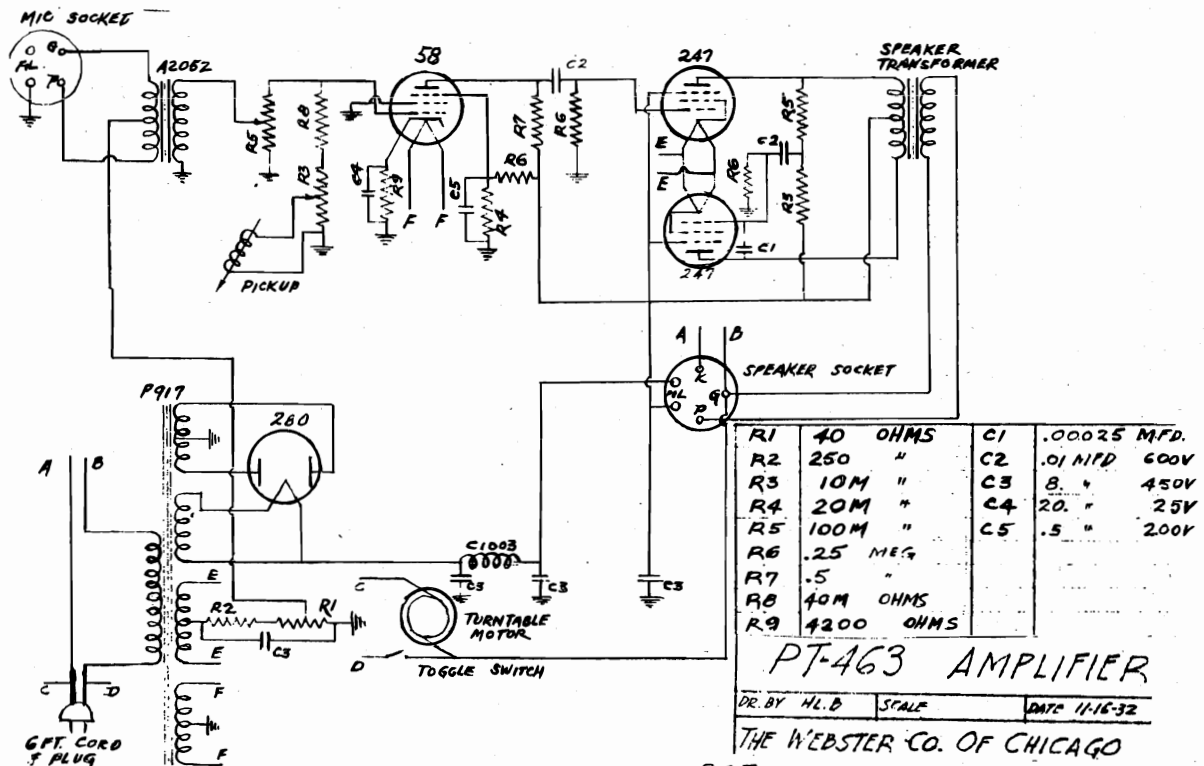 MIC SOCKET
G
FIL
P
A2062
R5
R8
R3
PICKUP
58
C4
R9
F F
C5
R4
R6
R7
C2
R6
247
E
E
R6
C2
R5
R3
C1
247
SPEAKER
TRANSFORMER
A B
K
FIL
G
P
SPEAKER SOCKET
P917
280
A B
E
E
F
F
R2 R1
C3
C1003
C3
C3
C3
C
TURNTABLE
MOTOR
D
TOGGLE SWITCH
C D
6 FT. CORD
& PLUG
R1 40 OHMS C1 .00025 MFD.
R2 250 " C2 .01 MFD 600V
R3 10M " C3 8. " 450V
R4 20M " C4 20. " 25V
R5 100M " C5 .5 " 200V
R6 .25 MEG
R7 .5 "
R8 40M OHMS
R9 4200 OHMS
PT-463 AMPLIFIER
DR. BY HL.B SCALE DATE 11-16-32
THE WEBSTER CO. OF CHICAGO